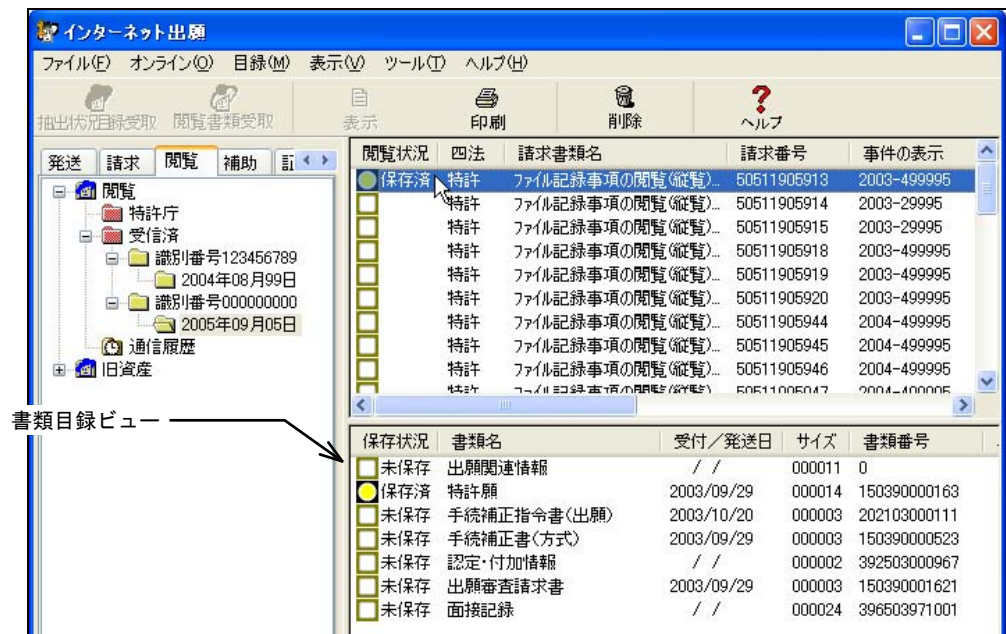 インターネット出願
ファイル(F) オンライン(O) 目録(M) 表示(V) ツール(T) ヘルプ(H)
抽出状況目録受取 閲覧書類受取 表示 印刷 削除 ヘルプ
発送 請求 閲覧 補助
閲覧
特許庁
受信済
識別番号123456789
2004年08月99日
識別番号000000000
2005年09月05日
通信履歴
旧資産
書類目録ビュー
閲覧状況 四法 請求書類名 請求番号 事件の表示
保存済 特許 ファイル記録事項の閲覧(縦覧)... 50511905913 2003-499995
特許 ファイル記録事項の閲覧(縦覧)... 50511905914 2003-29995
特許 ファイル記録事項の閲覧(縦覧)... 50511905915 2003-29995
特許 ファイル記録事項の閲覧(縦覧)... 50511905918 2003-499995
特許 ファイル記録事項の閲覧(縦覧)... 50511905919 2003-499995
特許 ファイル記録事項の閲覧(縦覧)... 50511905920 2003-499995
特許 ファイル記録事項の閲覧(縦覧)... 50511905944 2004-499995
特許 ファイル記録事項の閲覧(縦覧)... 50511905945 2004-499995
特許 ファイル記録事項の閲覧(縦覧)... 50511905946 2004-499995
特許 ファイル記録事項の閲覧(縦覧)... 50511905947
保存状況 書類名 受付/発送日 サイズ 書類番号
未保存 出願関連情報 / / 000011 0
保存済 特許願 2003/09/29 000014 150390000163
未保存 手続補正指令書(出願) 2003/10/20 000003 202103000111
未保存 手続補正書(方式) 2003/09/29 000003 150390000523
未保存 認定・付加情報 / / 000002 392503000967
未保存 出願審査請求書 2003/09/29 000003 150390001621
未保存 面接記録 / / 000024 396503971001